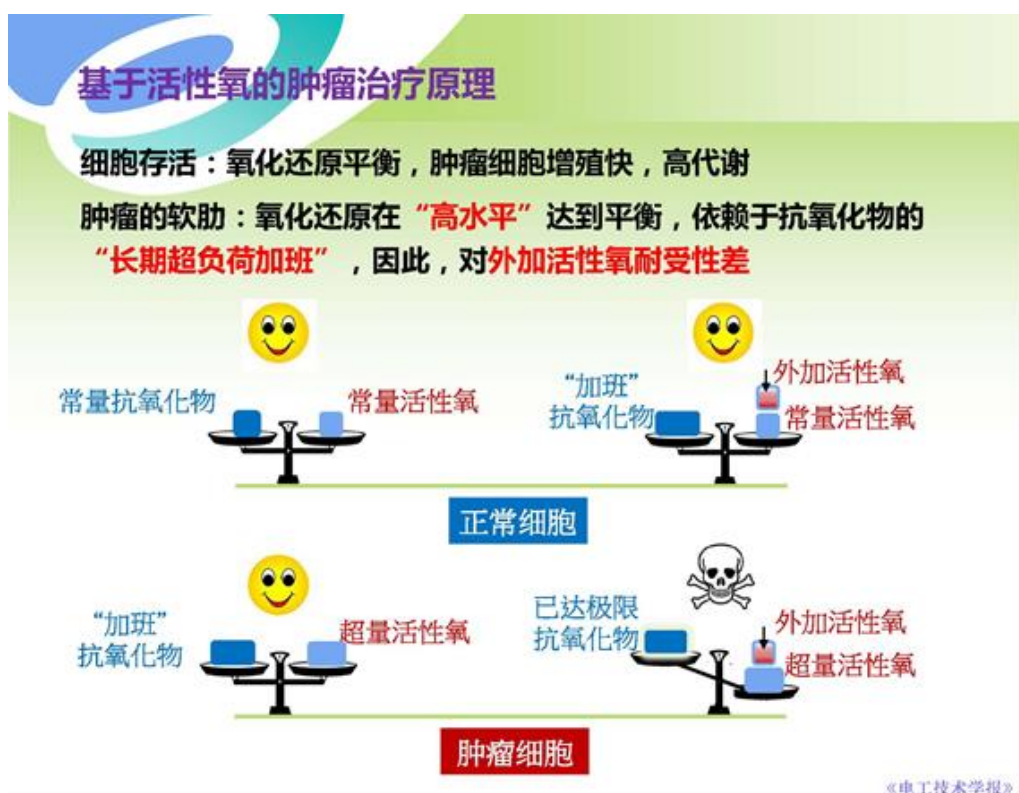 基于活性氧的肿瘤治疗原理
细胞存活：氧化还原平衡，肿瘤细胞增殖快，高代谢
肿瘤的软肋：氧化还原在“高水平”达到平衡，依赖于抗氧化物的
“长期超负荷加班”，因此，对外加活性氧耐受性差
常量抗氧化物
常量活性氧
“加班”
抗氧化物
外加活性氧
常量活性氧
正常细胞
“加班”
抗氧化物
超量活性氧
已达极限
抗氧化物
外加活性氧
超量活性氧
肿瘤细胞
《电工技术学报》